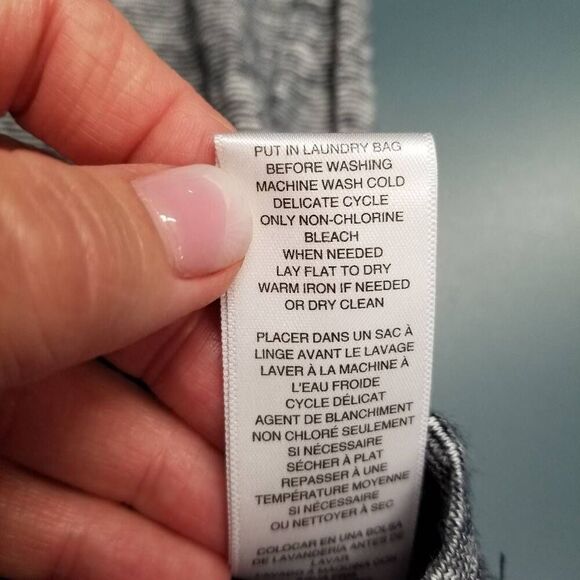 PUT IN LAUNDRY BAG
BEFORE WASHING
MACHINE WASH COLD
DELICATE CYCLE
ONLY NON-CHLORINE
BLEACH
WHEN NEEDED
LAY FLAT TO DRY
WARM IRON IF NEEDED
OR DRY CLEAN
PLACER DANS UN SAC À
LINGE AVANT LE LAVAGE
LAVER À LA MACHINE À
L'EAU FROIDE
CYCLE DÉLICAT
AGENT DE BLANCHIMENT
NON CHLORÉ SEULEMENT
SI NÉCESSAIRE
SÉCHER À PLAT
REPASSER À UNE
TEMPÉRATURE MOYENNE
SI NÉCESSAIRE
OU NETTOYER À SEC
COLOCAR EN UNA BOLSA
DE LAVANDERÍA ANTES DE
LAVAR
LAVADO A MÁQUINA CON